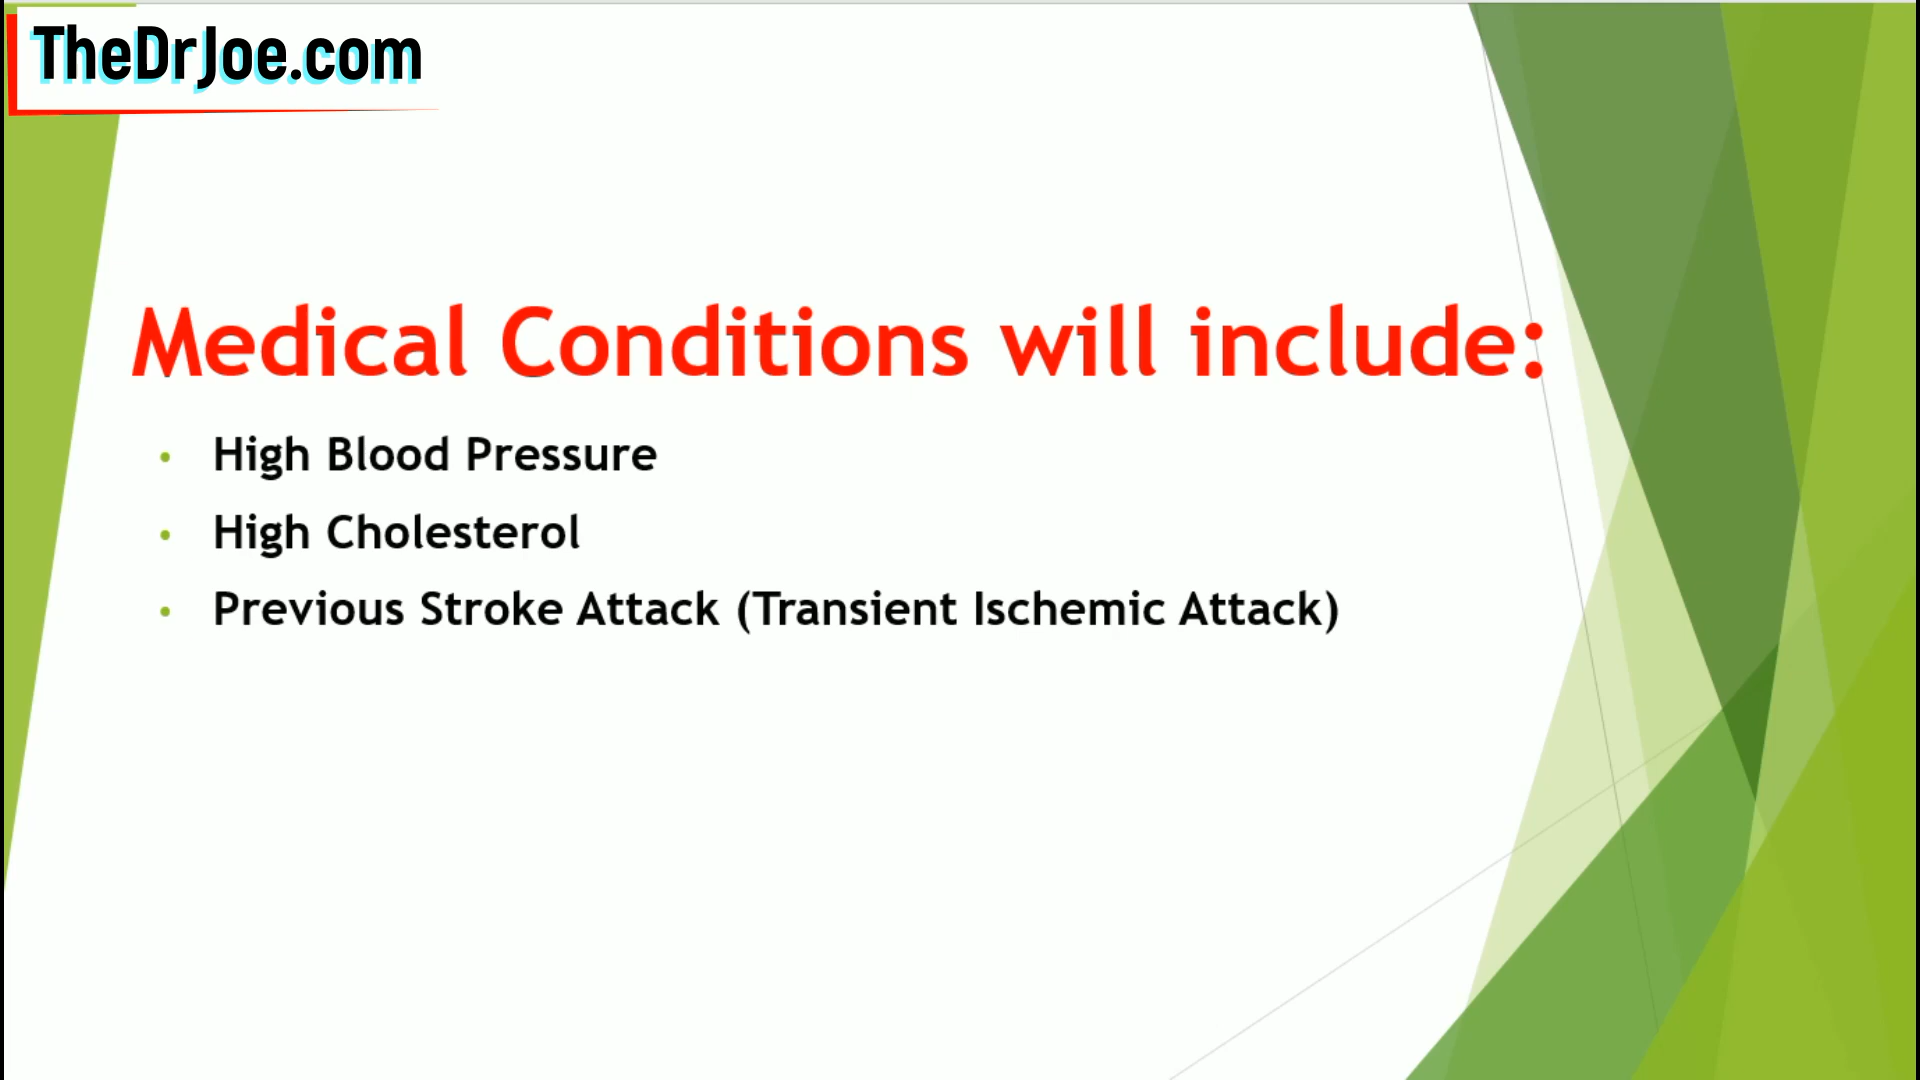 TheDrJoe.com
Medical Conditions will include:
• High Blood Pressure
• High Cholesterol
• Previous Stroke Attack (Transient Ischemic Attack)